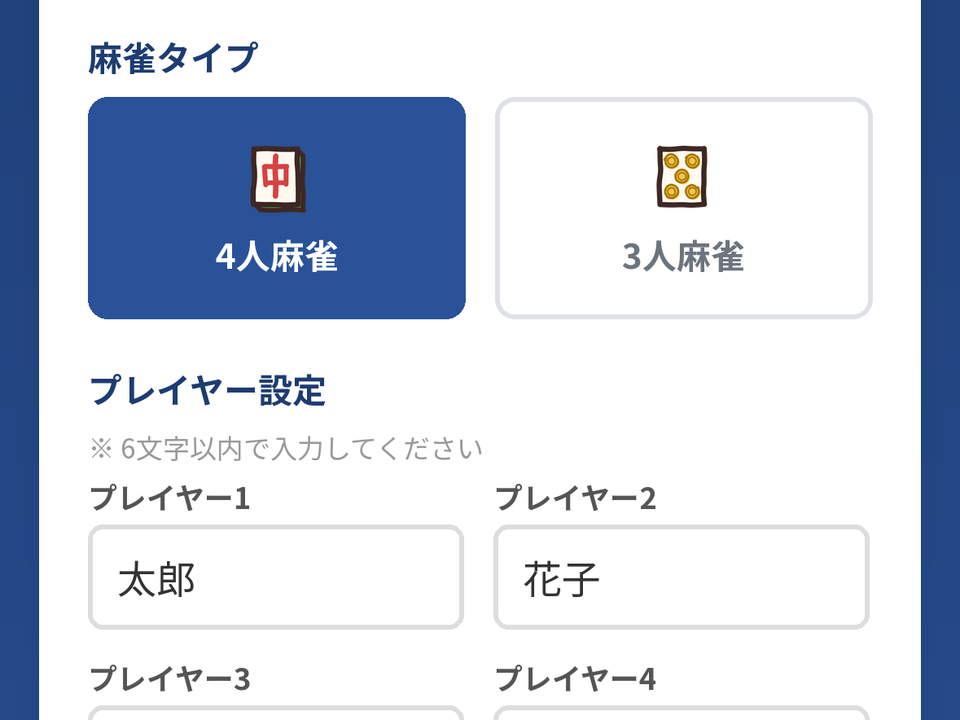 麻雀タイプ
中
4人麻雀
3人麻雀
プレイヤー設定
※ 6文字以内で入力してください
プレイヤー1
プレイヤー2
太郎
花子
プレイヤー3
プレイヤー4